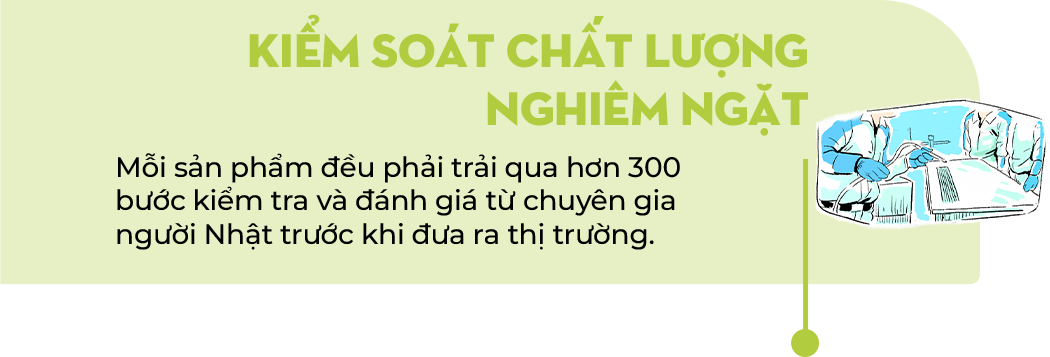 KIỂM SOÁT CHẤT LƯỢNG
NGHIÊM NGẶT
Mỗi sản phẩm đều phải trải qua hơn 300
bước kiểm tra và đánh giá từ chuyên gia
người Nhật trước khi đưa ra thị trường.